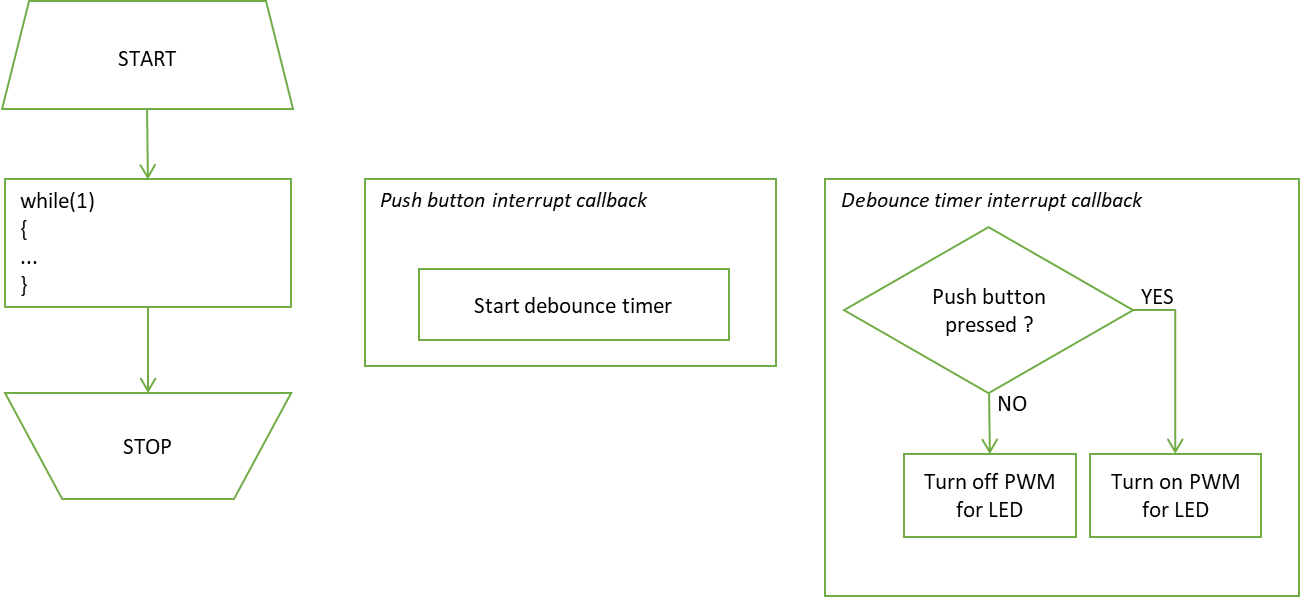 START
while(1)
{
...
}
STOP
Push button interrupt callback
Start debounce timer
Debounce timer interrupt callback
Push button
pressed ?
YES
NO
Turn off PWM
for LED
Turn on PWM
for LED